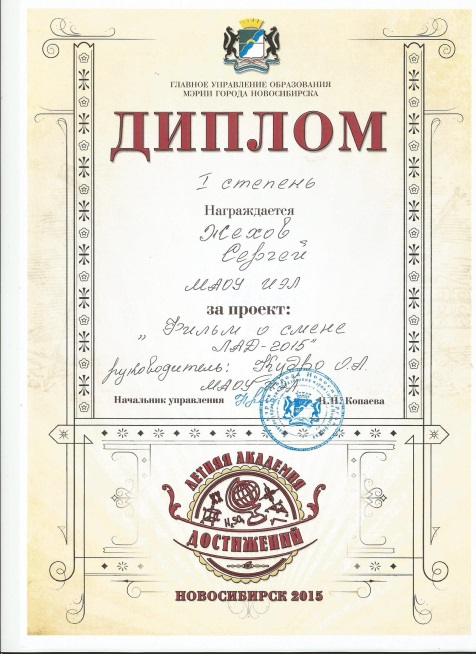 ГЛАВНОЕ УПРАВЛЕНИЕ ОБРАЗОВАНИЯ
МЭРИИ ГОРОДА НОВОСИБИРСКА
ДИПЛОМ
I степень
Награждается
Жехов
Сергей
МАОУ ИЭЛ
за проект:
„Фильм о смене
ЛАД-2015"
руководитель: Кудво О.А.
МАОУ ИЭЛ
Начальник управления Н.Н. Копаева
ЛЕТНЯЯ АКАДЕМИЯ
H₂SO₄
ДОСТИЖЕНИЙ
НОВОСИБИРСК 2015